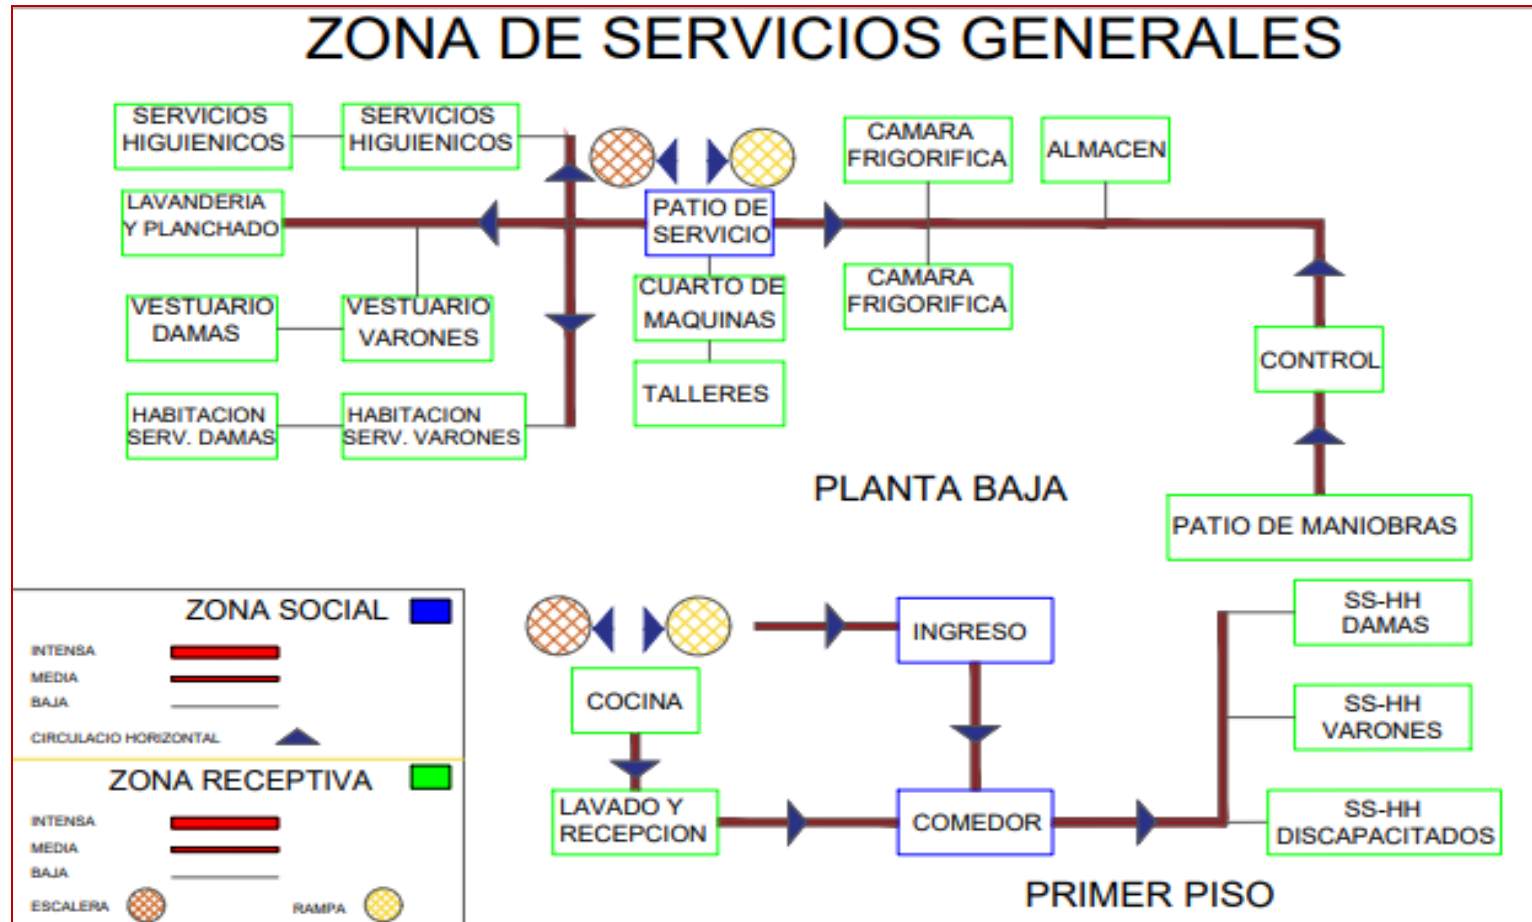 ZONA DE SERVICIOS GENERALES
SERVICIOS
HIGUIENICOS
SERVICIOS
HIGUIENICOS
CAMARA
FRIGORIFICA
ALMACEN
LAVANDERIA
Y PLANCHADO
PATIO DE
SERVICIO
VESTUARIO
DAMAS
VESTUARIO
VARONES
CUARTO DE
MAQUINAS
CAMARA
FRIGORIFICA
TALLERES
CONTROL
HABITACION
SERV. DAMAS
HABITACION
SERV. VARONES
PLANTA BAJA
PATIO DE MANIOBRAS
ZONA SOCIAL
INTENSA
MEDIA
BAJA
CIRCULACIO HORIZONTAL
ZONA RECEPTIVA
INTENSA
MEDIA
BAJA
ESCALERA
RAMPA
INGRESO
SS-HH
DAMAS
COCINA
SS-HH
VARONES
LAVADO Y
RECEPCION
COMEDOR
SS-HH
DISCAPACITADOS
PRIMER PISO